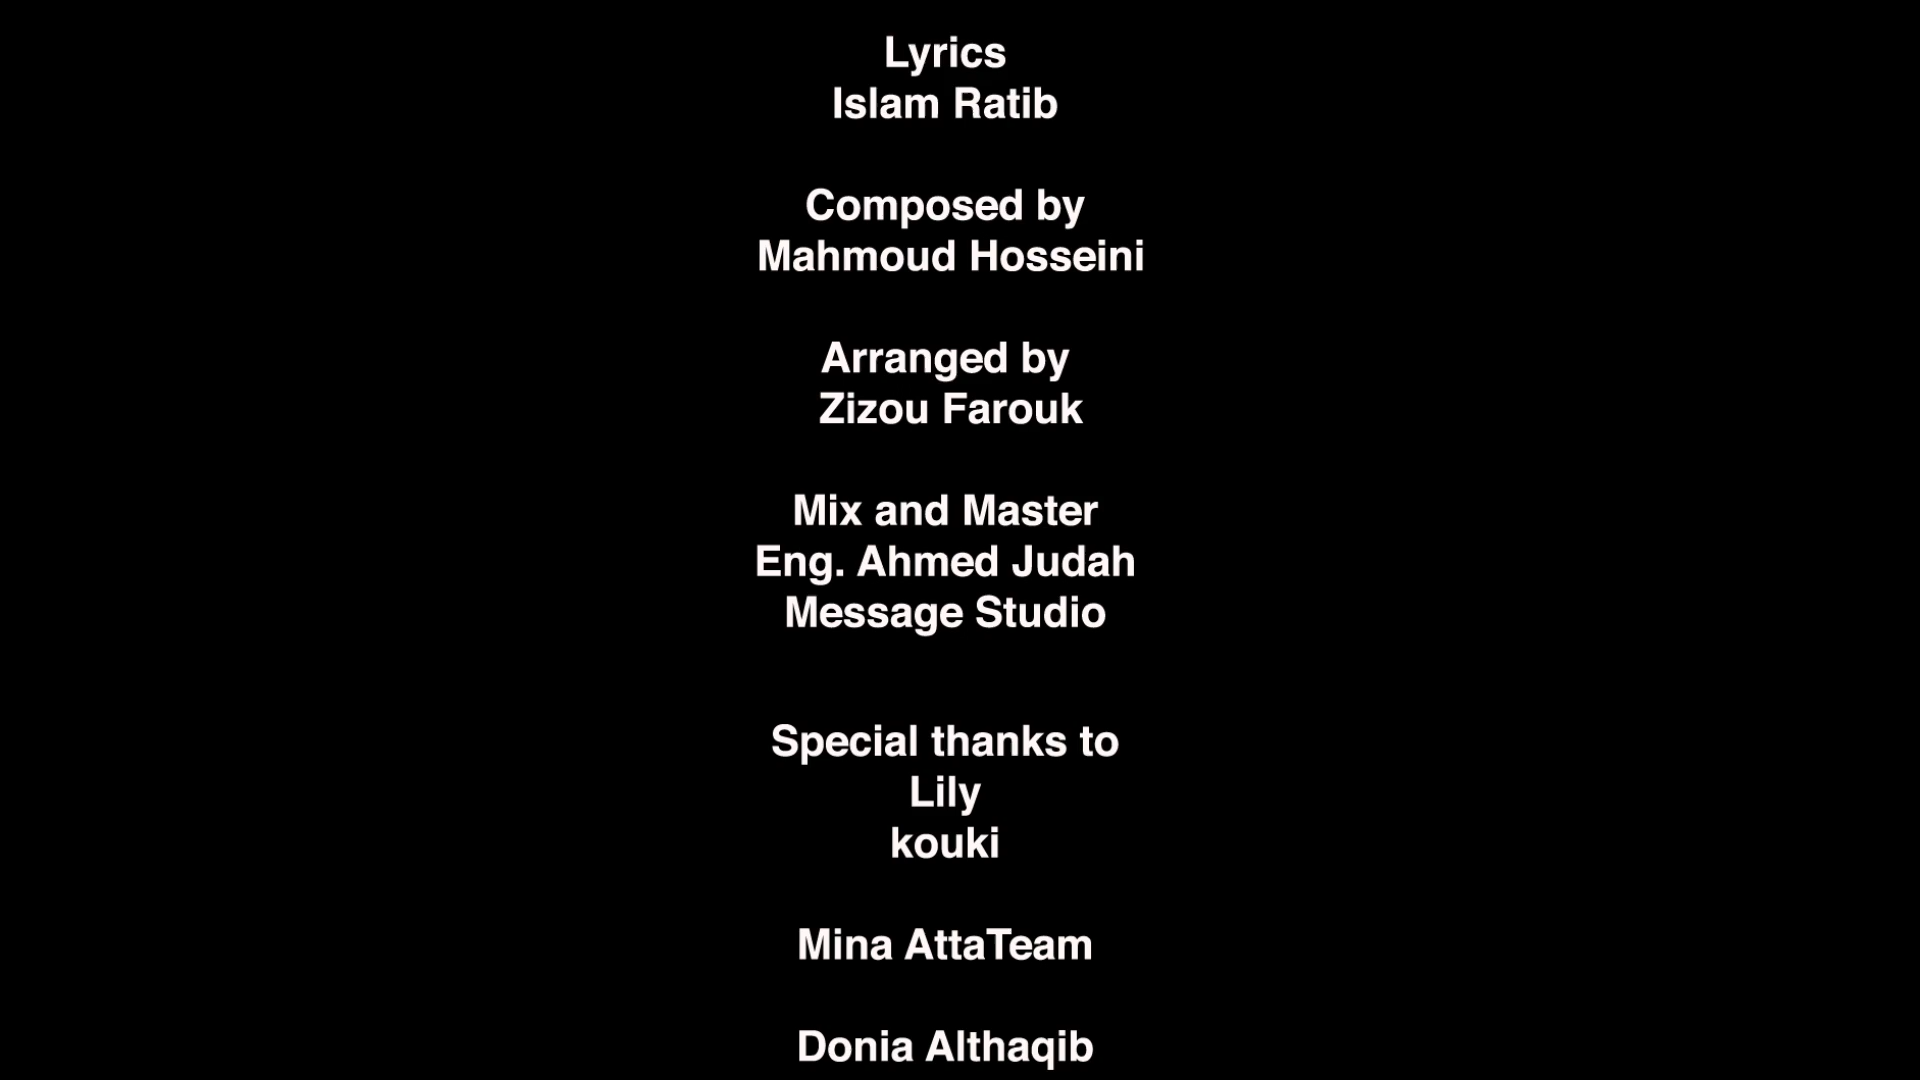 Lyrics
Islam Ratib
Composed by
Mahmoud Hosseini
Arranged by
Zizou Farouk
Mix and Master
Eng. Ahmed Judah
Message Studio
Special thanks to
Lily
kouki
Mina AttaTeam
Donia Althaqib